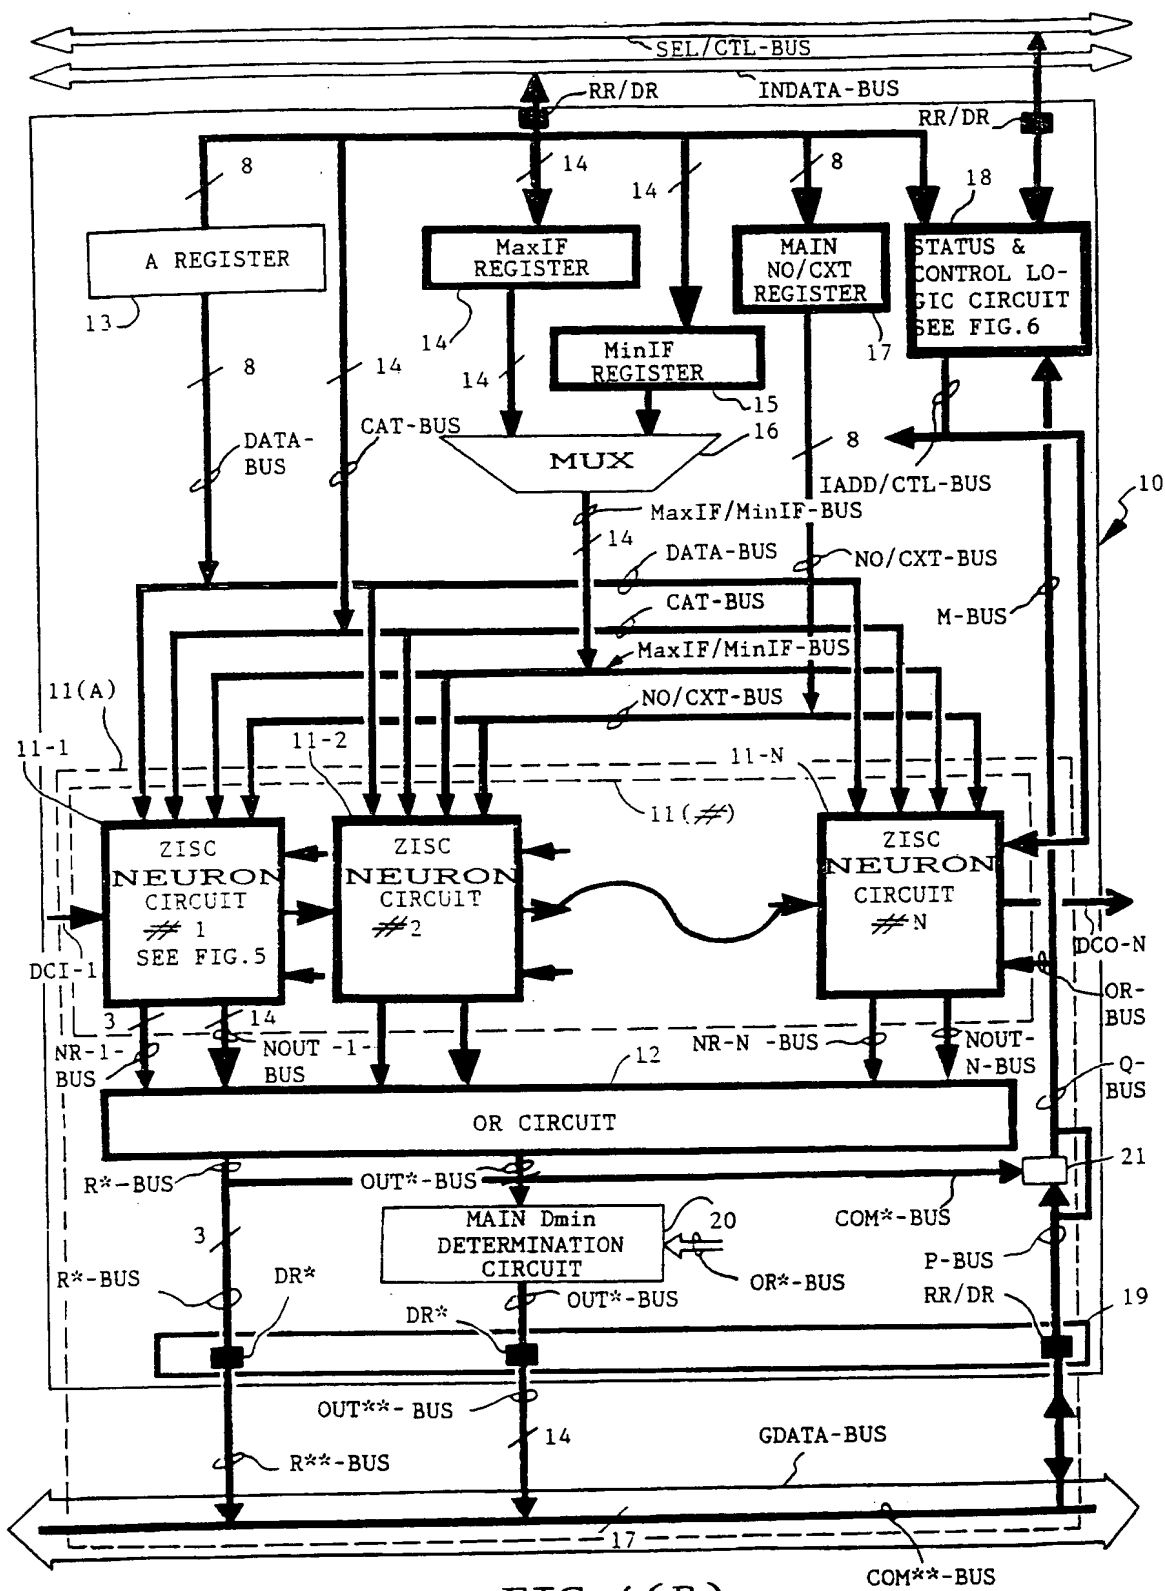 SEL/CTL-BUS
INDATA-BUS
RR/DR
RR/DR
8
14
14
8
18
A REGISTER
MaxIF
REGISTER
MAIN
NO/CXT
REGISTER
STATUS &
CONTROL LO-
GIC CIRCUIT
SEE FIG.6
13
14
17
MinIF
REGISTER
8
14
14
15
DATA-
BUS
CAT-BUS
16
MUX
8
IADD/CTL-BUS
10
MaxIF/MinIF-BUS
14
DATA-BUS
NO/CXT-BUS
CAT-BUS
M-BUS
MaxIF/MinIF-BUS
11(A)
NO/CXT-BUS
11-1
11-2
11-N
11(#)
ZISC
NEURON
CIRCUIT
# 1
SEE FIG.5
ZISC
NEURON
CIRCUIT
#2
ZISC
NEURON
CIRCUIT
#N
DCI-1
DCO-N
OR-
BUS
3
14
NR-1-
BUS
NOUT -1-
BUS
NR-N -BUS
NOUT-
N-BUS
Q-
BUS
12
OR CIRCUIT
21
R*-BUS
OUT*-BUS
COM*-BUS
3
MAIN Dmin
DETERMINATION
CIRCUIT
20
P-BUS
R*-BUS
DR*
OUT*-BUS
OR*-BUS
RR/DR
19
DR*
OUT**-BUS
14
GDATA-BUS
R**-BUS
17
COM**-BUS
FIG.4(B)